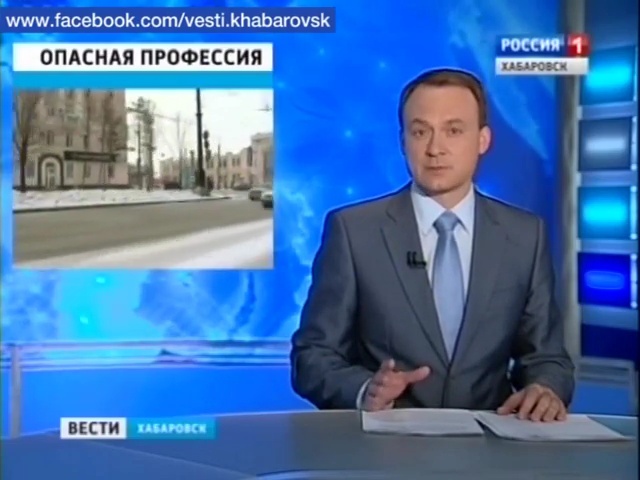 www.facebook.com/vesti.khabarovsk
ОПАСНАЯ ПРОФЕССИЯ
РОССИЯ 1
ХАБАРОВСК
ВЕСТИ ХАБАРОВСК